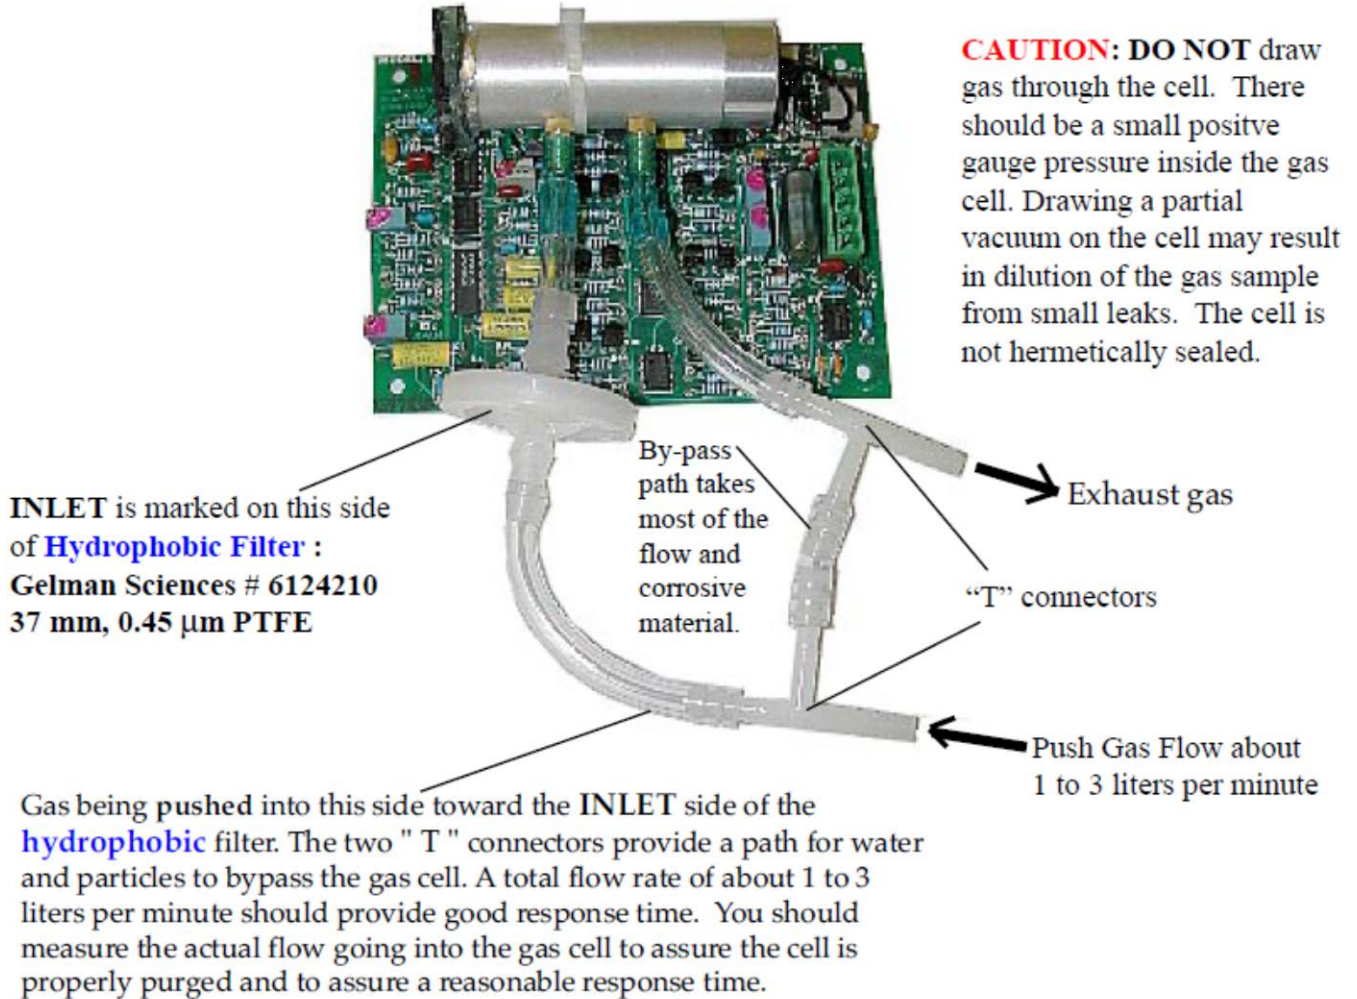 CAUTION: DO NOT draw
gas through the cell.  There
should be a small positve
gauge pressure inside the gas
cell. Drawing a partial
vacuum on the cell may result
in dilution of the gas sample
from small leaks.  The cell is
not hermetically sealed.
By-pass
path takes
most of the
flow and
corrosive
material.
Exhaust gas
INLET is marked on this side
of Hydrophobic Filter :
Gelman Sciences # 6124210
37 mm, 0.45 μm PTFE
“T” connectors
Push Gas Flow about
1 to 3 liters per minute
Gas being pushed into this side toward the INLET side of the
hydrophobic filter. The two " T " connectors provide a path for water
and particles to bypass the gas cell. A total flow rate of about 1 to 3
liters per minute should provide good response time.  You should
measure the actual flow going into the gas cell to assure the cell is
properly purged and to assure a reasonable response time.